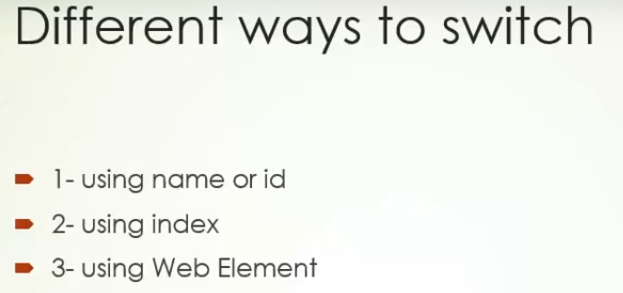 Different ways to switch
1- using name or id
2- using index
3- using Web Element